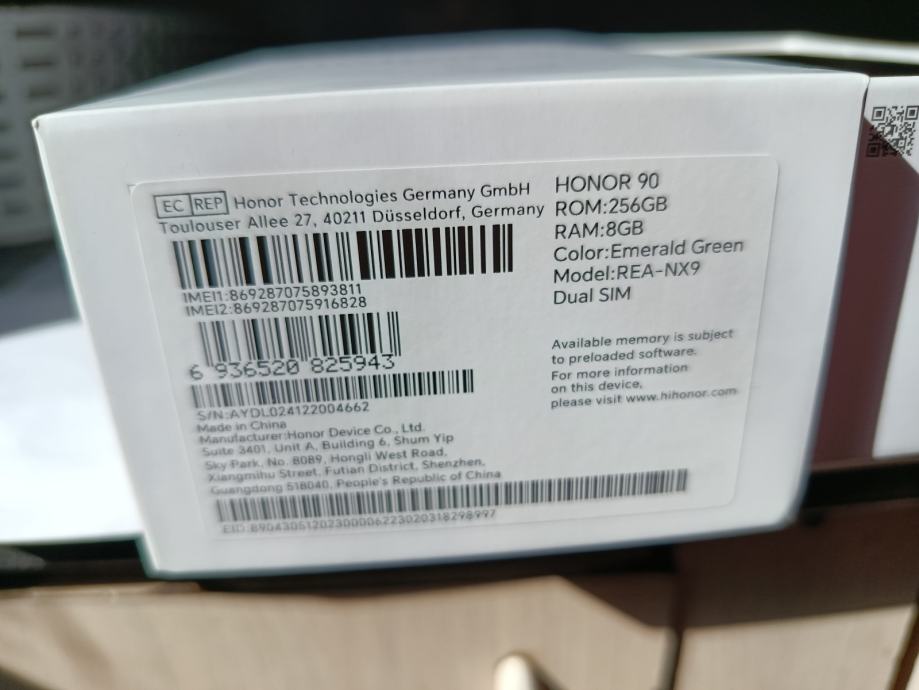 EC REP Honor Technologies Germany GmbH
Toulouser Allee 27, 40211 Düsseldorf, Germany
IMEI1:869287075893811
IMEI2:869287075916828
6 936520 825943
S/N:AYDL024122004662
Made in China
Manufacturer:Honor Device Co., Ltd.
Suite 3401, Unit A, Building 6, Shum Yip
Sky Park, No. 8089, Hongli West Road,
Xiangmihu Street, Futian District, Shenzhen,
Guangdong 518040, People's Republic of China
EID:89043051202300006223020318298997
HONOR 90
ROM:256GB
RAM:8GB
Color:Emerald Green
Model:REA-NX9
Dual SIM
Available memory is subject
to preloaded software.
For more information
on this device,
please visit www.hihonor.com